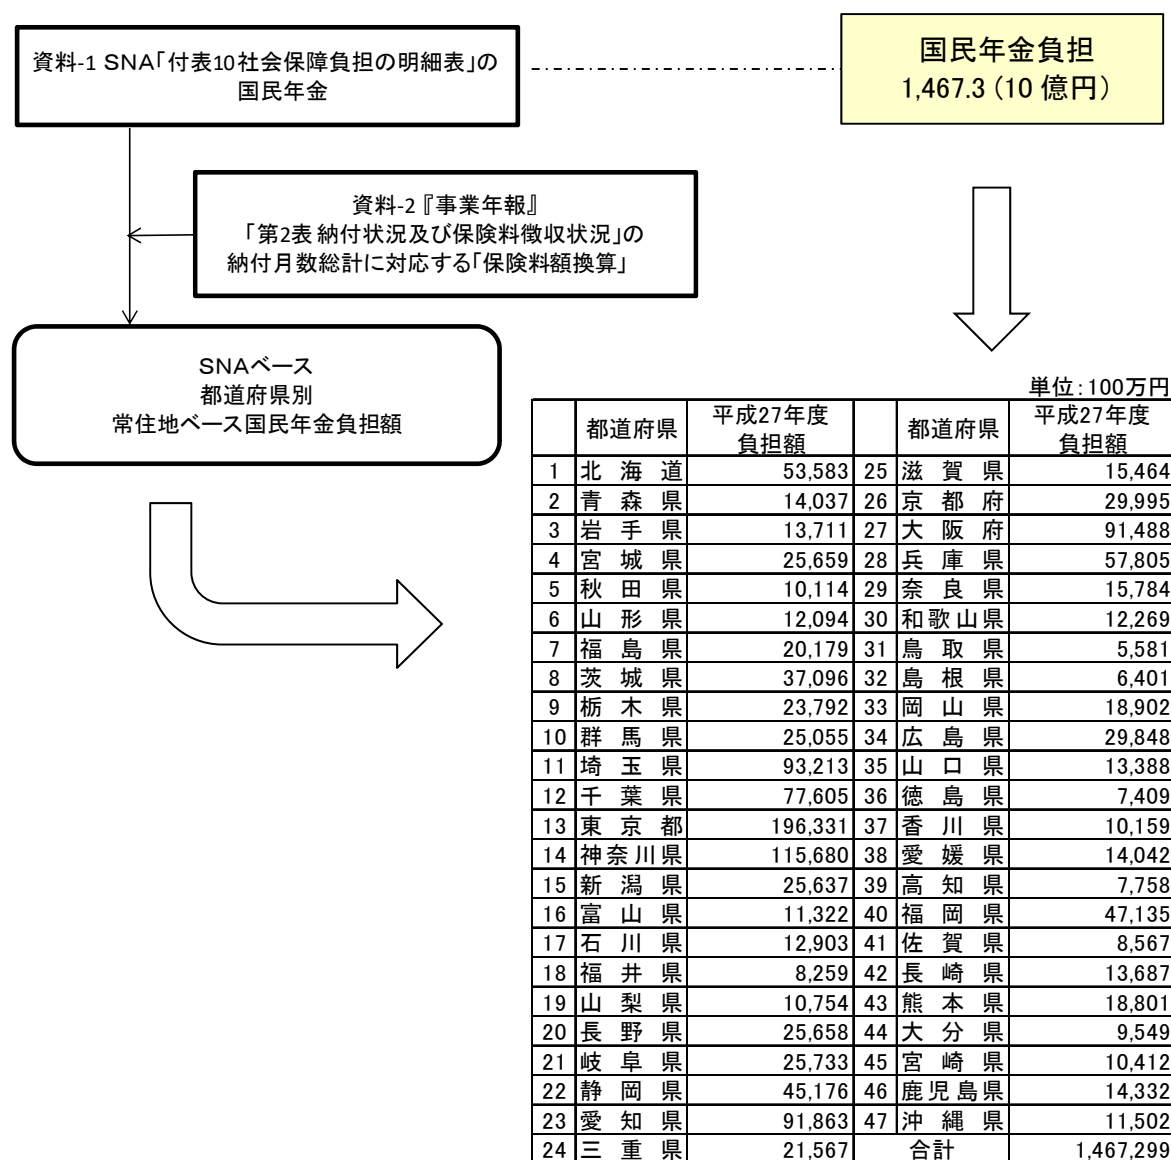 資料-1 SNA「付表10社会保障負担の明細表」の
国民年金
国民年金負担
1,467.3 (10 億円)
資料-2『事業年報』
「第2表 納付状況及び保険料徴収状況」の
納付月数総計に対応する「保険料額換算」
SNAベース
都道府県別
常住地ベース国民年金負担額
単位:100万円
都道府県 平成27年度 負担額 都道府県 平成27年度 負担額
1 北海道 53,583 25 滋賀県 15,464
2 青森県 14,037 26 京都府 29,995
3 岩手県 13,711 27 大阪府 91,488
4 宮城県 25,659 28 兵庫県 57,805
5 秋田県 10,114 29 奈良県 15,784
6 山形県 12,094 30 和歌山県 12,269
7 福島県 20,179 31 鳥取県 5,581
8 茨城県 37,096 32 島根県 6,401
9 栃木県 23,792 33 岡山県 18,902
10 群馬県 25,055 34 広島県 29,848
11 埼玉県 93,213 35 山口県 13,388
12 千葉県 77,605 36 徳島県 7,409
13 東京都 196,331 37 香川県 10,159
14 神奈川県 115,680 38 愛媛県 14,042
15 新潟県 25,637 39 高知県 7,758
16 富山県 11,322 40 福岡県 47,135
17 石川県 12,903 41 佐賀県 8,567
18 福井県 8,259 42 長崎県 13,687
19 山梨県 10,754 43 熊本県 18,801
20 長野県 25,658 44 大分県 9,549
21 岐阜県 25,733 45 宮崎県 10,412
22 静岡県 45,176 46 鹿児島県 14,332
23 愛知県 91,863 47 沖縄県 11,502
24 三重県 21,567 合計 1,467,299